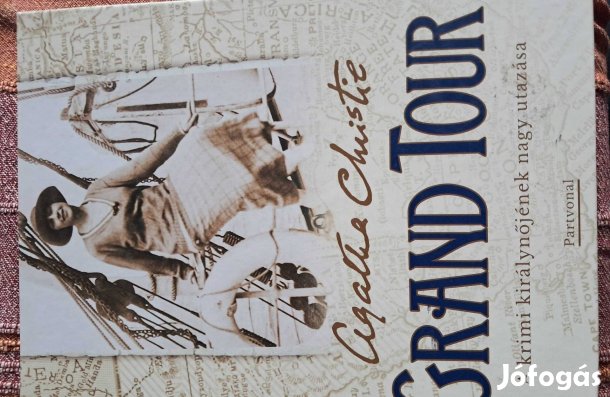 Agatha Christie
GRAND TOUR
A krimi királynőjének nagy utazása
Partvonal
Jófogás